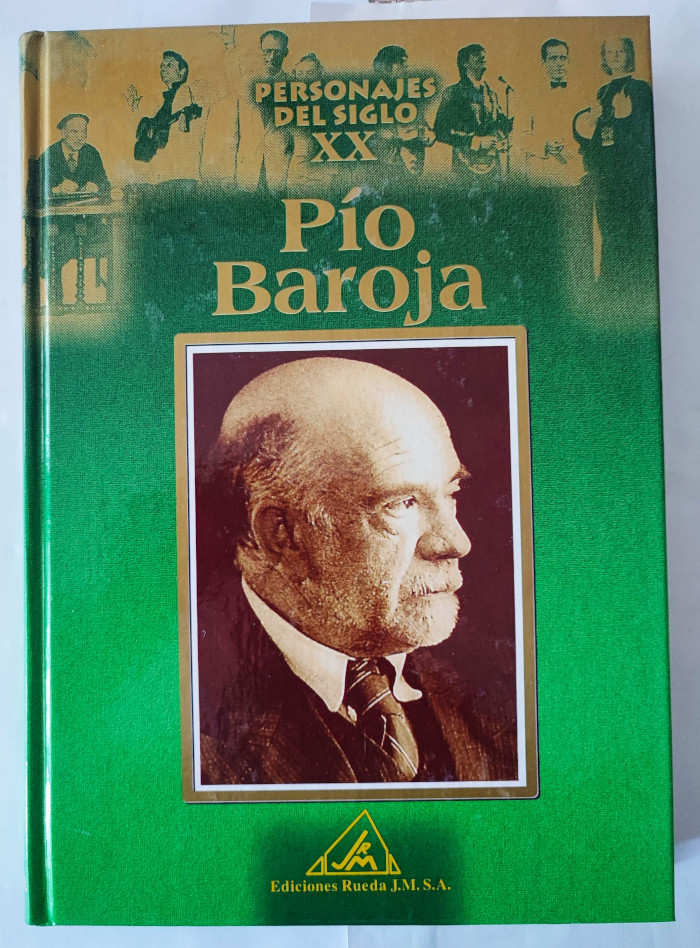 PERSONAJES
DEL SIGLO
XX
Pío
Baroja
JRM
Ediciones Rueda J.M. S.A.